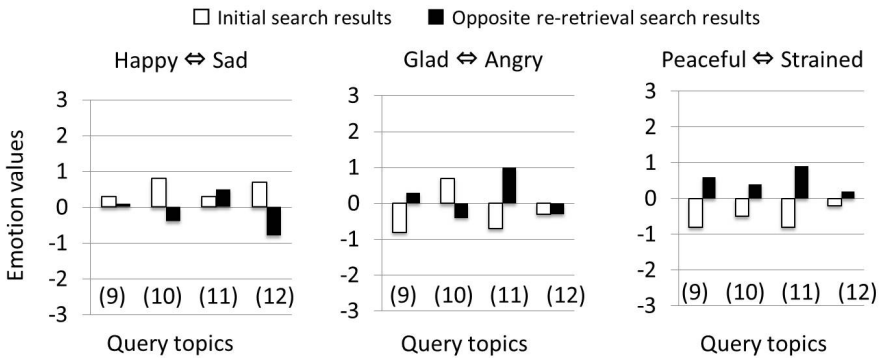 Initial search results Opposite re-retrieval search results
Happy ⇔ Sad Glad ⇔ Angry Peaceful ⇔ Strained
Emotion values
3
2
1
0
-1
-2
-3
(9) (10) (11) (12)
Query topics
3
2
1
0
-1
-2
-3
(9) (10) (11) (12)
Query topics
3
2
1
0
-1
-2
-3
(9) (10) (11) (12)
Query topics